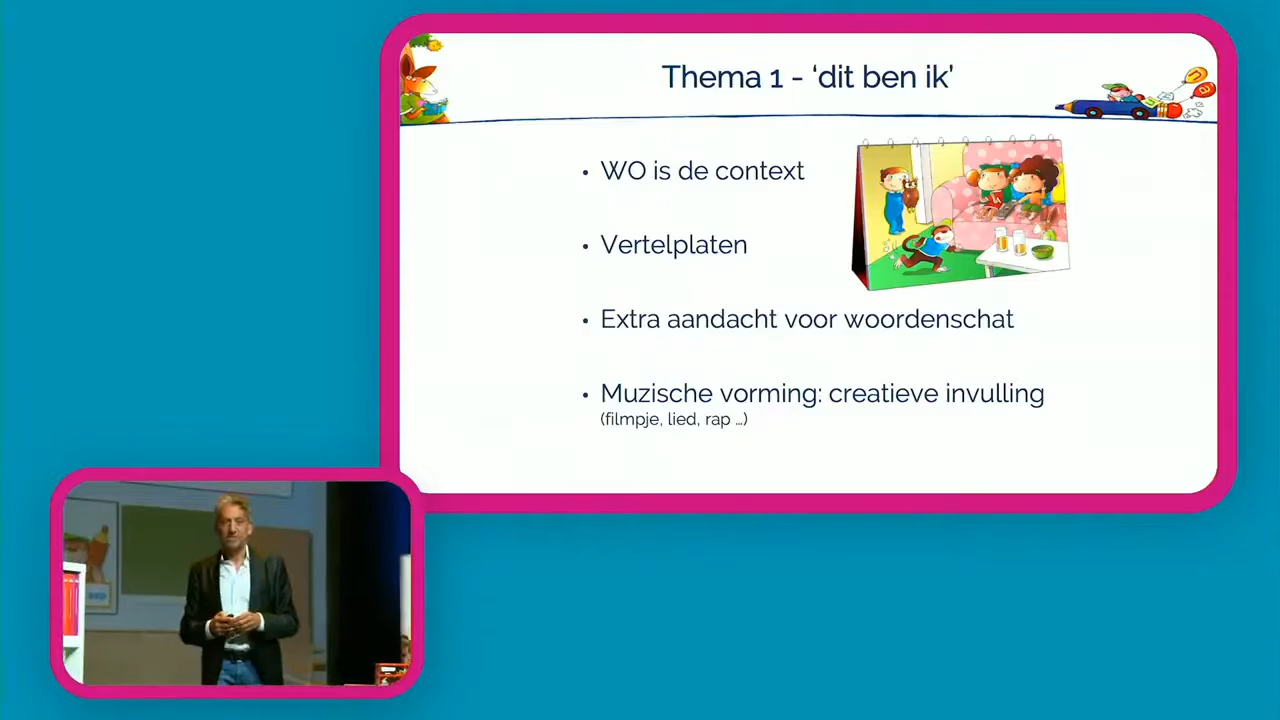 Thema 1 - ‘dit ben ik’
• WO is de context
• Vertelplaten
• Extra aandacht voor woordenschat
• Muzische vorming: creatieve invulling
(filmpje, lied, rap …)